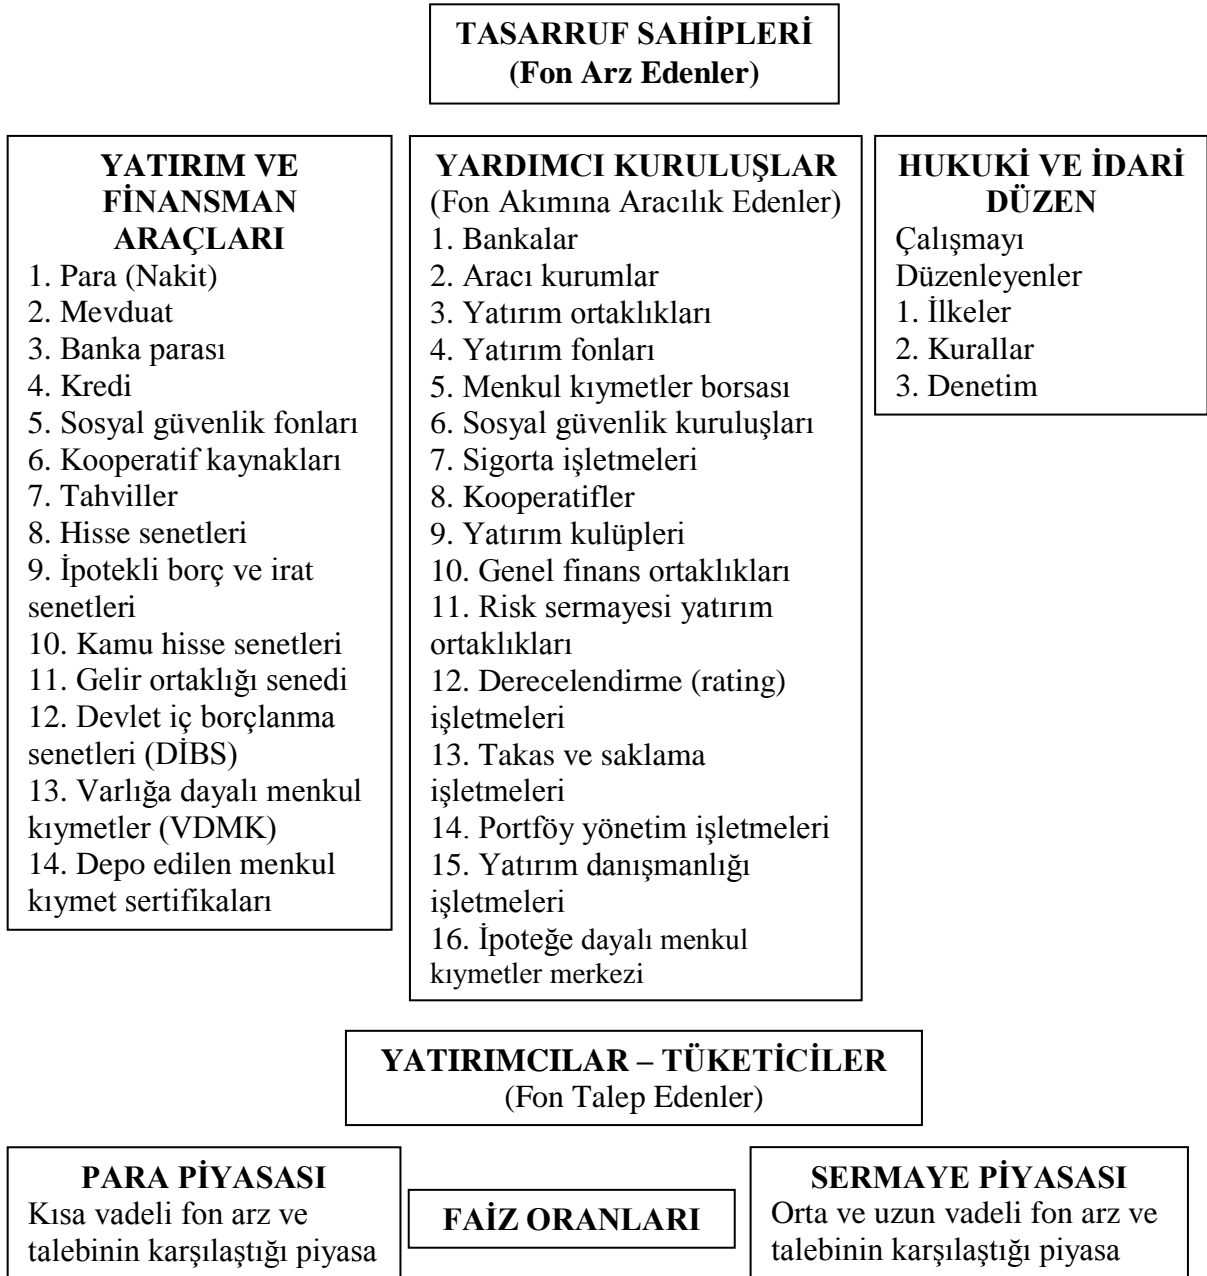 TASARRUF SAHİPLERİ
(Fon Arz Edenler)
YATIRIM VE
FİNANSMAN
ARAÇLARI
1. Para (Nakit)
2. Mevduat
3. Banka parası
4. Kredi
5. Sosyal güvenlik fonları
6. Kooperatif kaynakları
7. Tahviller
8. Hisse senetleri
9. İpotekli borç ve irat
senetleri
10. Kamu hisse senetleri
11. Gelir ortaklığı senedi
12. Devlet iç borçlanma
senetleri (DİBS)
13. Varlığa dayalı menkul
kıymetler (VDMK)
14. Depo edilen menkul
kıymet sertifikaları
YARDIMCI KURULUŞLAR
(Fon Akımına Aracılık Edenler)
1. Bankalar
2. Aracı kurumlar
3. Yatırım ortaklıkları
4. Yatırım fonları
5. Menkul kıymetler borsası
6. Sosyal güvenlik kuruluşları
7. Sigorta işletmeleri
8. Kooperatifler
9. Yatırım kulüpleri
10. Genel finans ortaklıkları
11. Risk sermayesi yatırım
ortaklıkları
12. Derecelendirme (rating)
işletmeleri
13. Takas ve saklama
işletmeleri
14. Portföy yönetim işletmeleri
15. Yatırım danışmanlığı
işletmeleri
16. İpoteğe dayalı menkul
kıymetler merkezi
HUKUKİ VE İDARİ
DÜZEN
Çalışmayı
Düzenleyenler
1. İlkeler
2. Kurallar
3. Denetim
YATIRIMCILAR – TÜKETİCİLER
(Fon Talep Edenler)
PARA PİYASASI
Kısa vadeli fon arz ve
talebinin karşılaştığı piyasa
FAİZ ORANLARI
SERMAYE PİYASASI
Orta ve uzun vadeli fon arz ve
talebinin karşılaştığı piyasa